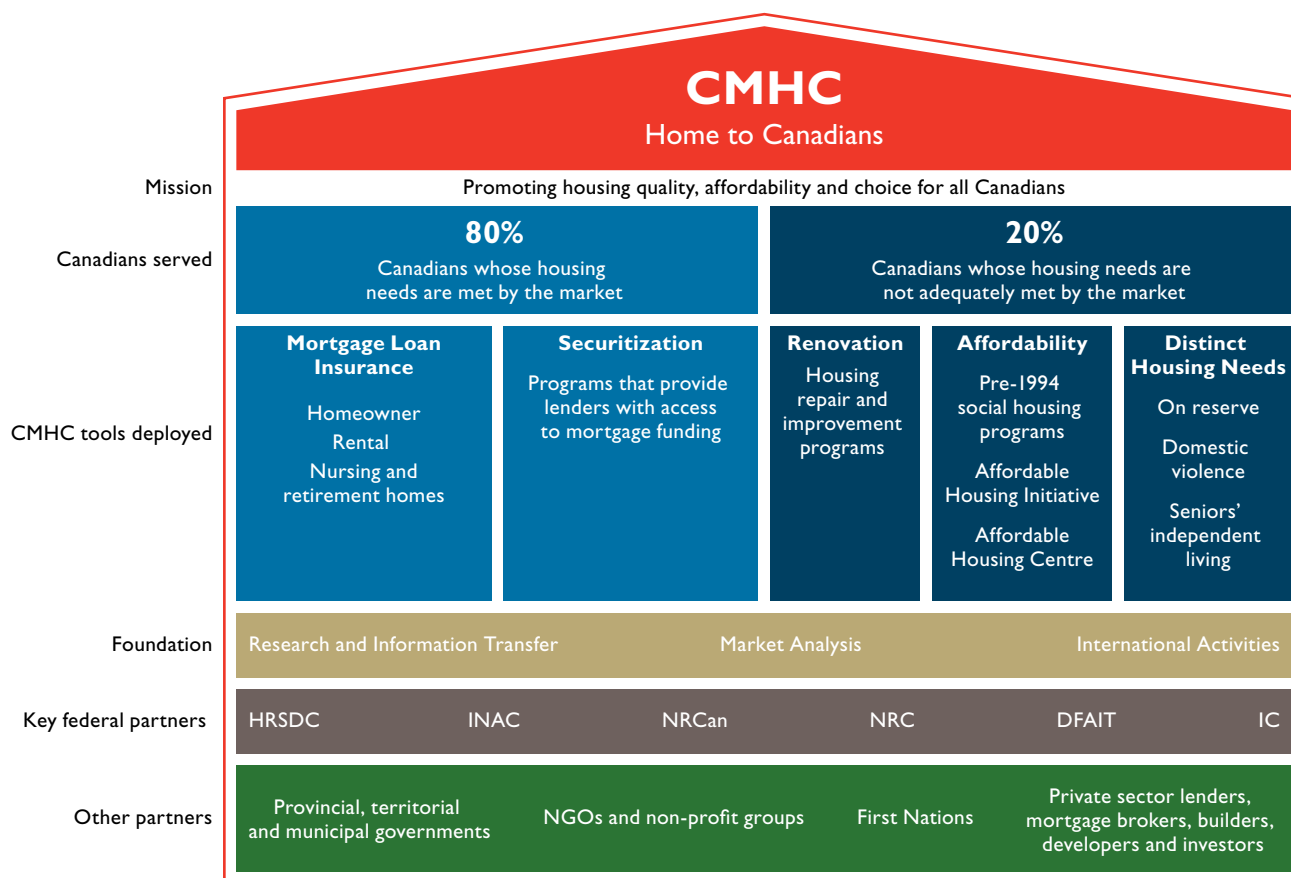 CMHC
Home to Canadians
Mission
Promoting housing quality, affordability and choice for all Canadians
Canadians served
80%
Canadians whose housing
needs are met by the market
20%
Canadians whose housing needs are
not adequately met by the market
CMHC tools deployed
Mortgage Loan
Insurance
Homeowner
Rental
Nursing and
retirement homes
Securitization
Programs that provide
lenders with access
to mortgage funding
Renovation
Housing
repair and
improvement
programs
Affordability
Pre-1994
social housing
programs
Affordable
Housing Initiative
Affordable
Housing Centre
Distinct
Housing Needs
On reserve
Domestic
violence
Seniors’
independent
living
Foundation
Research and Information Transfer
Market Analysis
International Activities
Key federal partners
HRSDC
INAC
NRCan
NRC
DFAIT
IC
Other partners
Provincial, territorial
and municipal governments
NGOs and non-profit groups
First Nations
Private sector lenders,
mortgage brokers, builders,
developers and investors